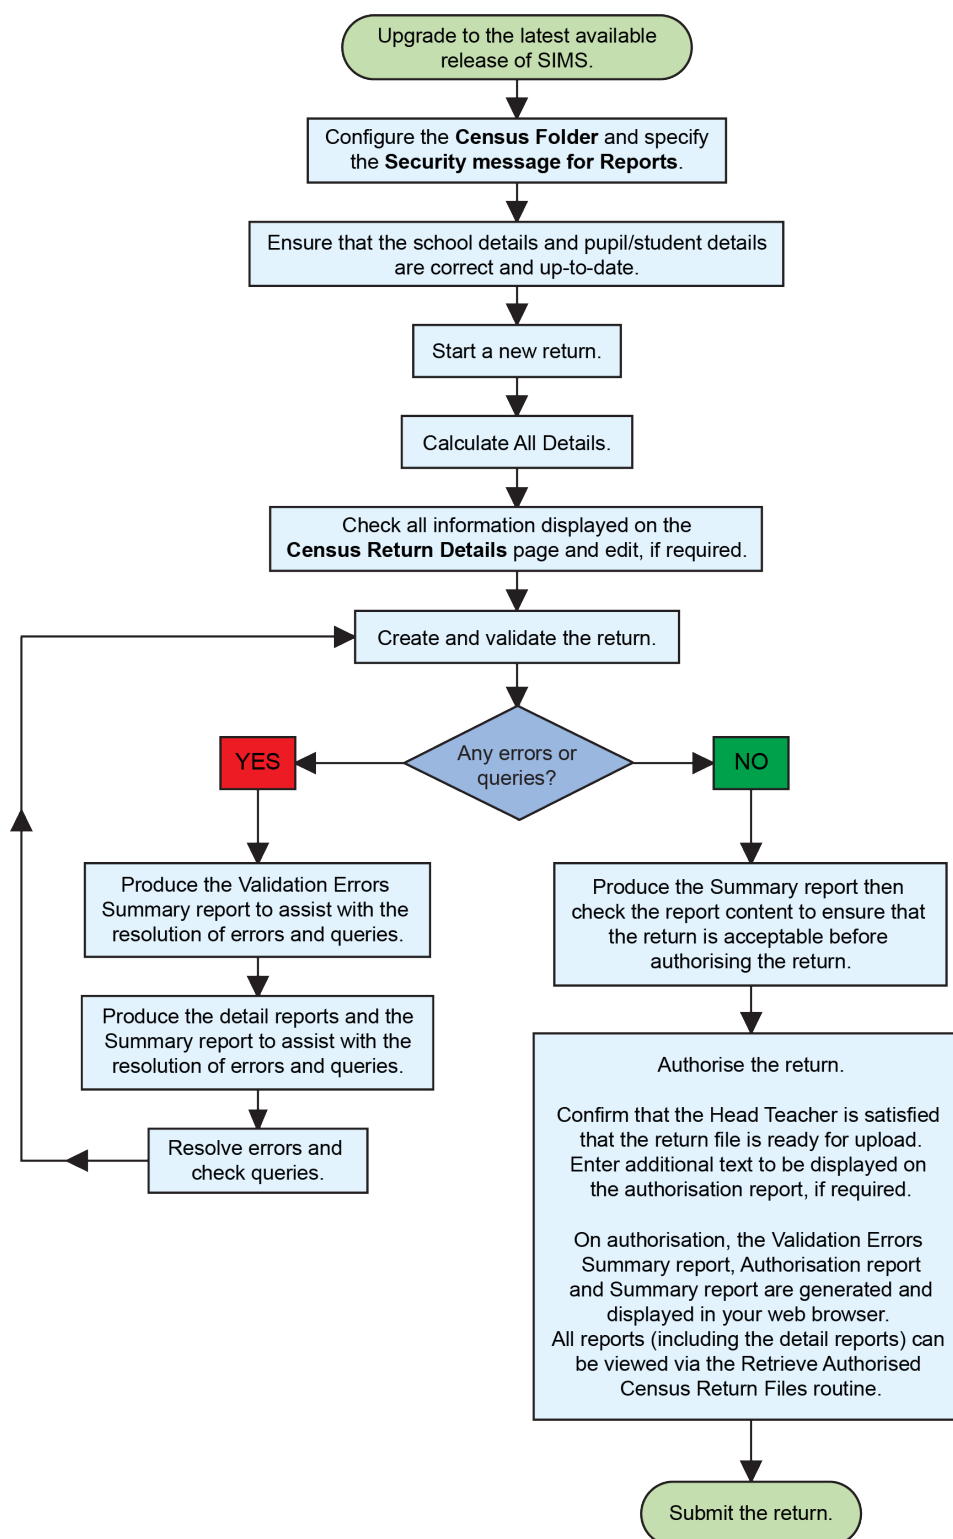 Upgrade to the latest available
release of SIMS.
Configure the Census Folder and specify
the Security message for Reports.
Ensure that the school details and pupil/student details
are correct and up-to-date.
Start a new return.
Calculate All Details.
Check all information displayed on the
Census Return Details page and edit, if required.
Create and validate the return.
Any errors or
queries?
YES
NO
Produce the Validation Errors
Summary report to assist with the
resolution of errors and queries.
Produce the detail reports and the
Summary report to assist with the
resolution of errors and queries.
Resolve errors and
check queries.
Produce the Summary report then
check the report content to ensure that
the return is acceptable before
authorising the return.
Authorise the return.
Confirm that the Head Teacher is satisfied
that the return file is ready for upload.
Enter additional text to be displayed on
the authorisation report, if required.
On authorisation, the Validation Errors
Summary report, Authorisation report
and Summary report are generated and
displayed in your web browser.
All reports (including the detail reports) can
be viewed via the Retrieve Authorised
Census Return Files routine.
Submit the return.